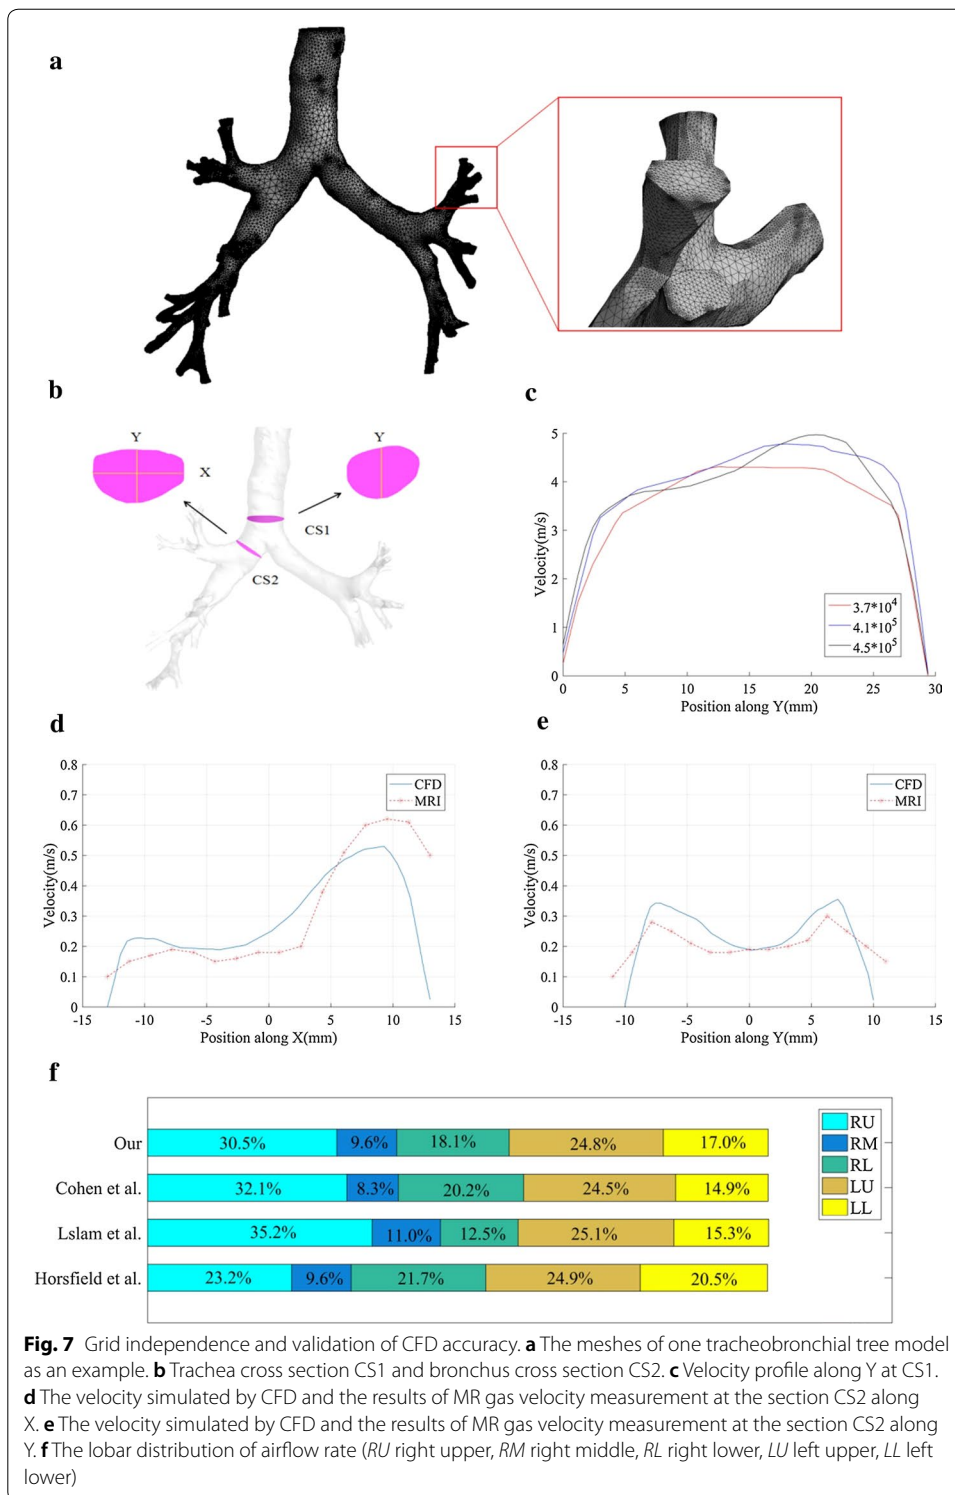 a
b
Y
X
Y
CS1
CS2
c
Velocity(m/s)
5
4
3
2
1
0
3.7*10^4
4.1*10^5
4.5*10^5
0 5 10 15 20 25 30
Position along Y(mm)
d
Velocity(m/s)
0.8
0.7
0.6
0.5
0.4
0.3
0.2
0.1
0
CFD
MRI
-15 -10 -5 0 5 10 15
Position along X(mm)
e
Velocity(m/s)
0.8
0.7
0.6
0.5
0.4
0.3
0.2
0.1
0
CFD
MRI
-15 -10 -5 0 5 10 15
Position along Y(mm)
f
Our 30.5% 9.6% 18.1% 24.8% 17.0%
Cohen et al. 32.1% 8.3% 20.2% 24.5% 14.9%
Lslam et al. 35.2% 11.0% 12.5% 25.1% 15.3%
Horsfield et al. 23.2% 9.6% 21.7% 24.9% 20.5%
RU
RM
RL
LU
LL
Fig. 7 Grid independence and validation of CFD accuracy. a The meshes of one tracheobronchial tree model
as an example. b Trachea cross section CS1 and bronchus cross section CS2. c Velocity profile along Y at CS1.
d The velocity simulated by CFD and the results of MR gas velocity measurement at the section CS2 along
X. e The velocity simulated by CFD and the results of MR gas velocity measurement at the section CS2 along
Y. f The lobar distribution of airflow rate (RU right upper, RM right middle, RL right lower, LU left upper, LL left
lower)